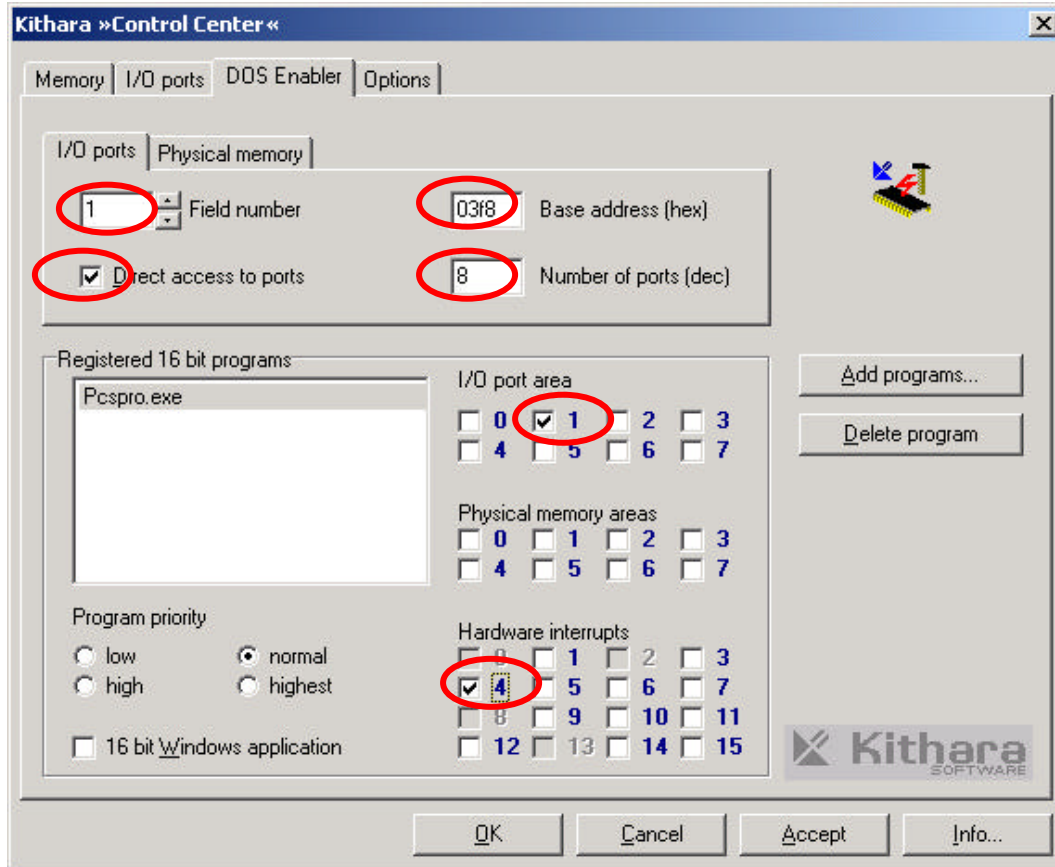 Kithara »Control Center«
Memory I/O ports DOS Enabler Options
I/O ports Physical memory
1 Field number 03f8 Base address (hex)
Direct access to ports 8 Number of ports (dec)
Registered 16 bit programs
Pcspro.exe
I/O port area
0 1 2 3
4 5 6 7
Physical memory areas
0 1 2 3
4 5 6 7
Program priority
low normal
high highest
16 bit Windows application
Hardware interrupts
0 1 2 3
4 5 6 7
8 9 10 11
12 13 14 15
Add programs...
Delete program
Kithara
SOFTWARE
OK Cancel Accept Info...